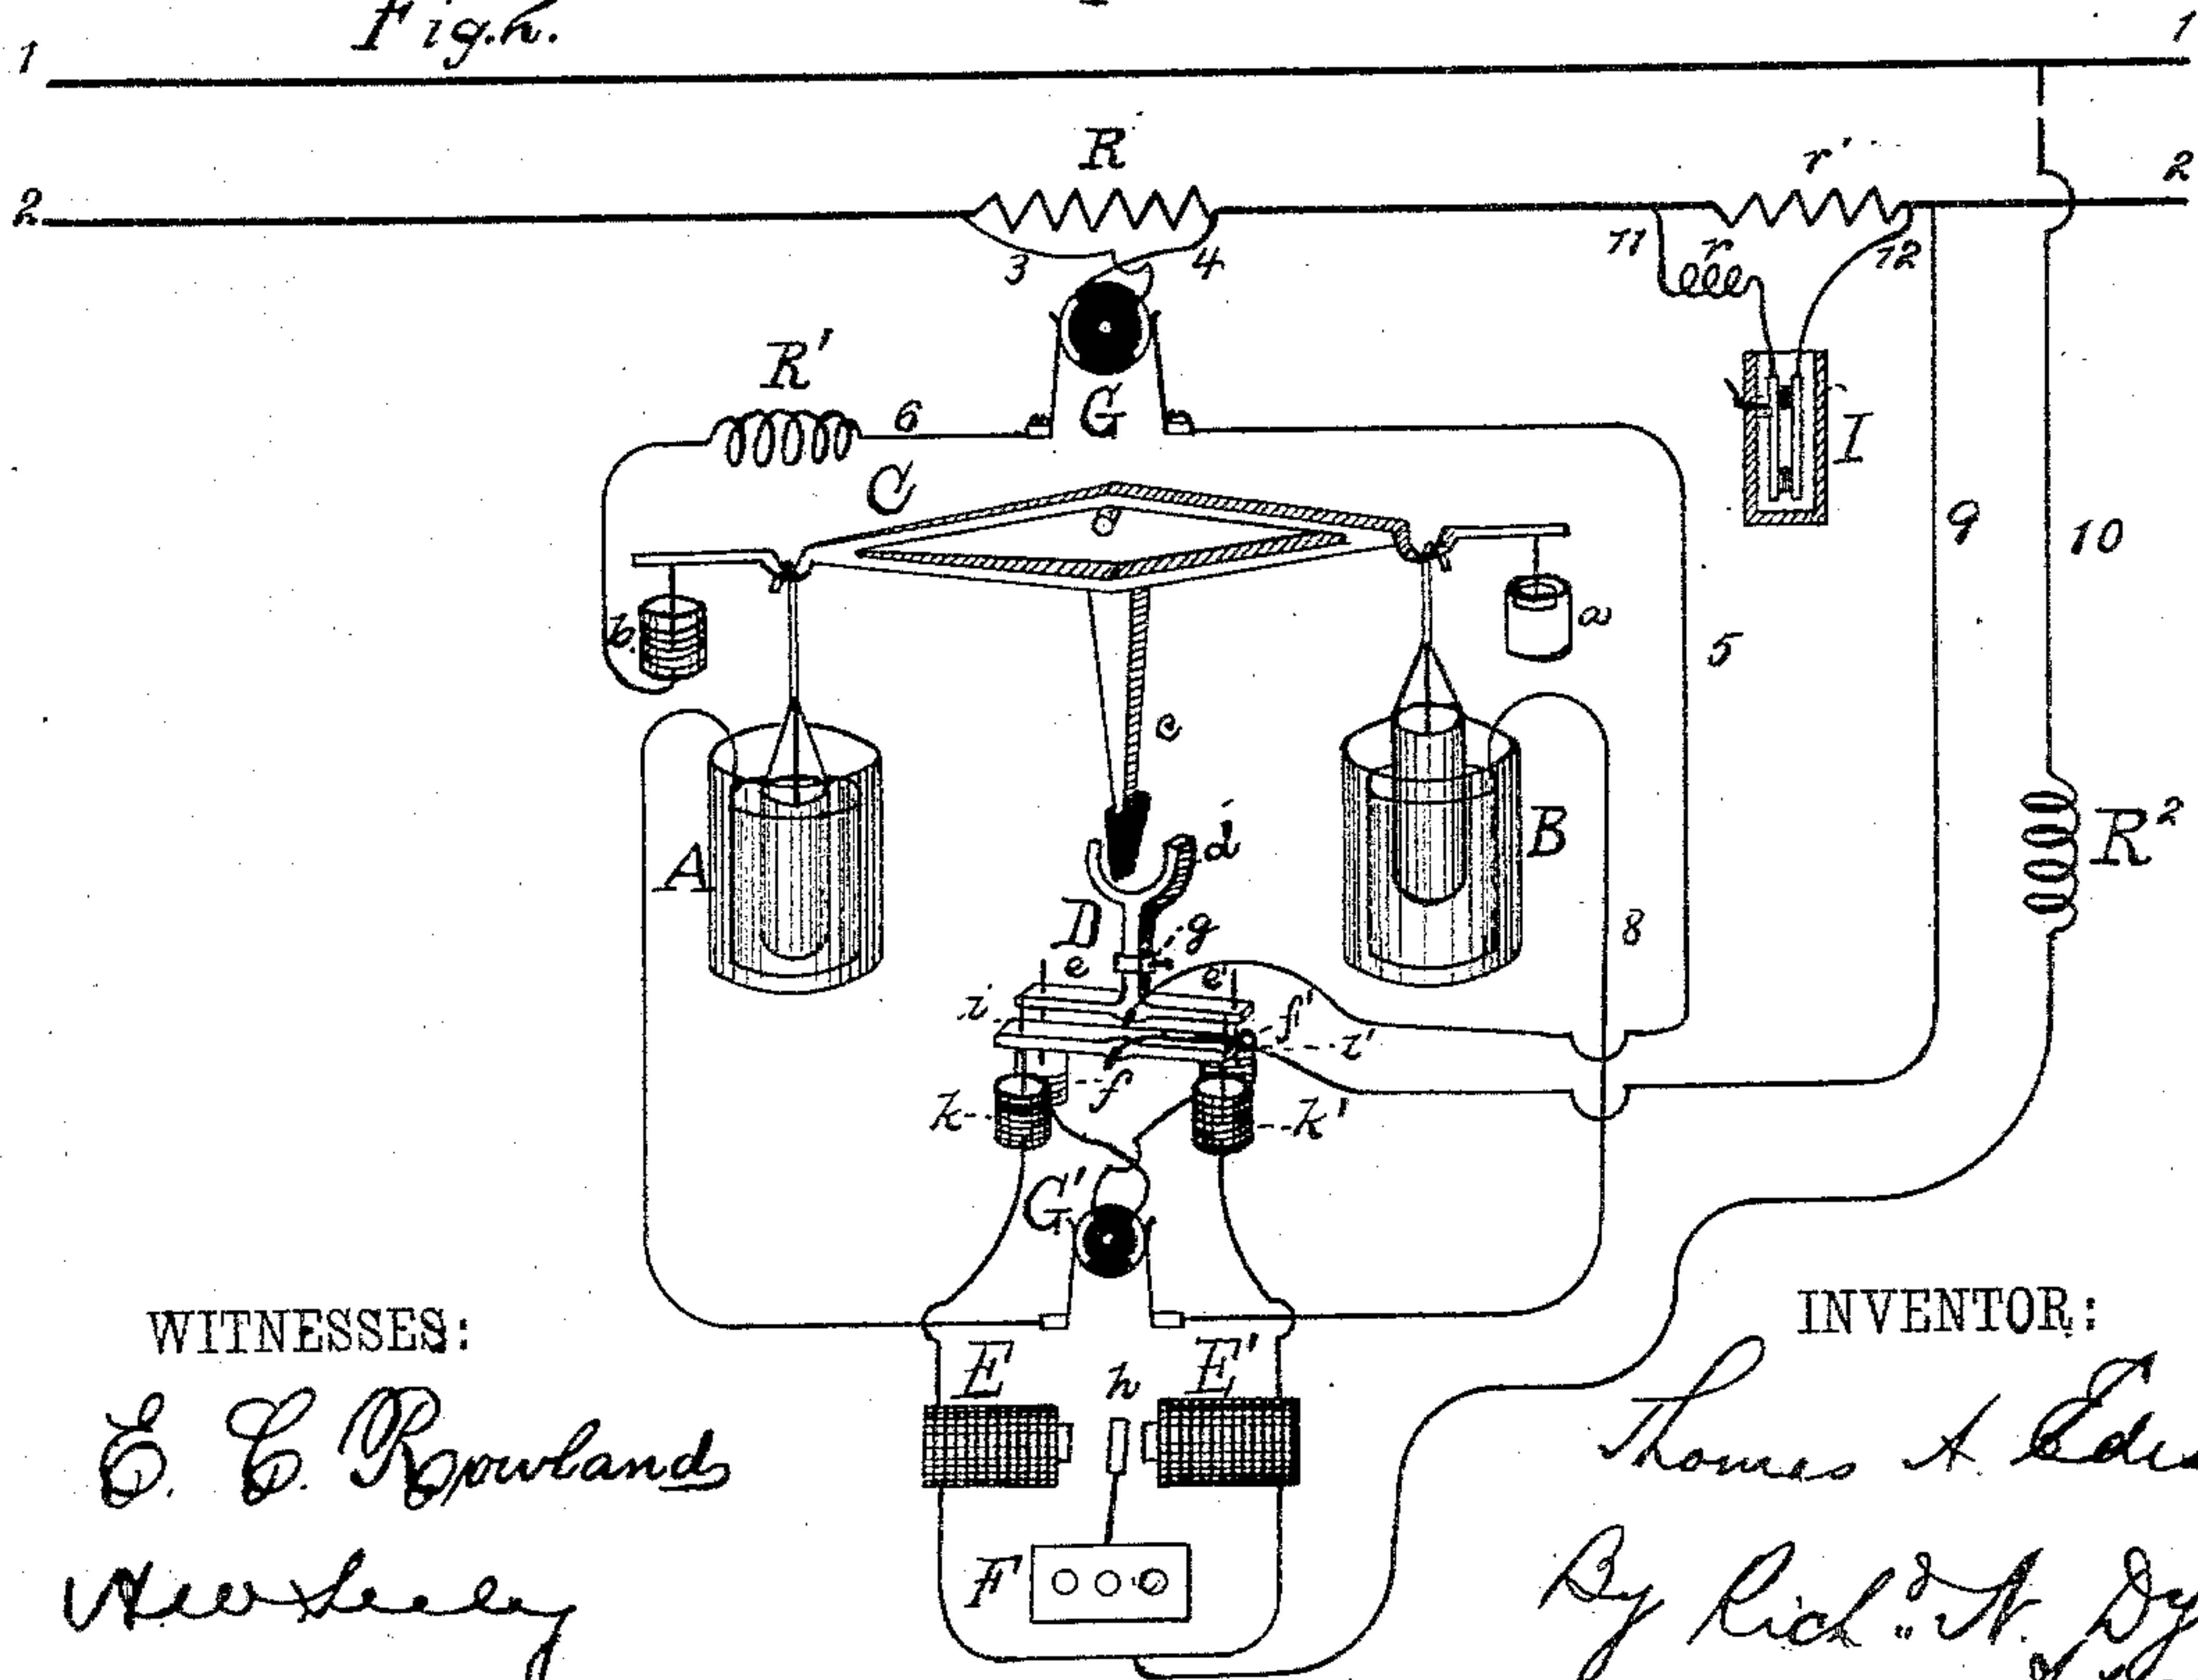 Fig. 2.
1 1
R r'
2 2
3 4 11 r 12
R' 6 G
C I
9 10
b a
5
c
A d B R²
D g 8
e e'
i f' i'
f
k k'
G'
WITNESSES: INVENTOR:
E h E'
E. C. Rowland Thomas A. Edis
F
By Rich.ᵈ N. Dy